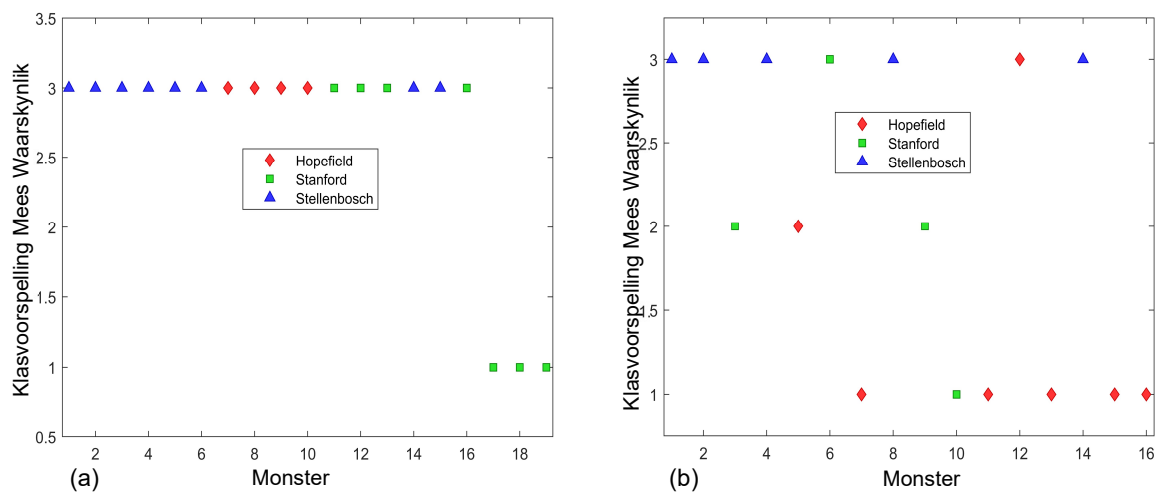 3.5
3
2.5
2
1.5
1
0.5
Klasvoorspelling Mees Waarskynlik
Hopefield
Stanford
Stellenbosch
2 4 6 8 10 12 14 16 18
(a) Monster
3
2.5
2
1.5
1
Klasvoorspelling Mees Waarskynlik
Hopefield
Stanford
Stellenbosch
2 4 6 8 10 12 14 16
(b) Monster